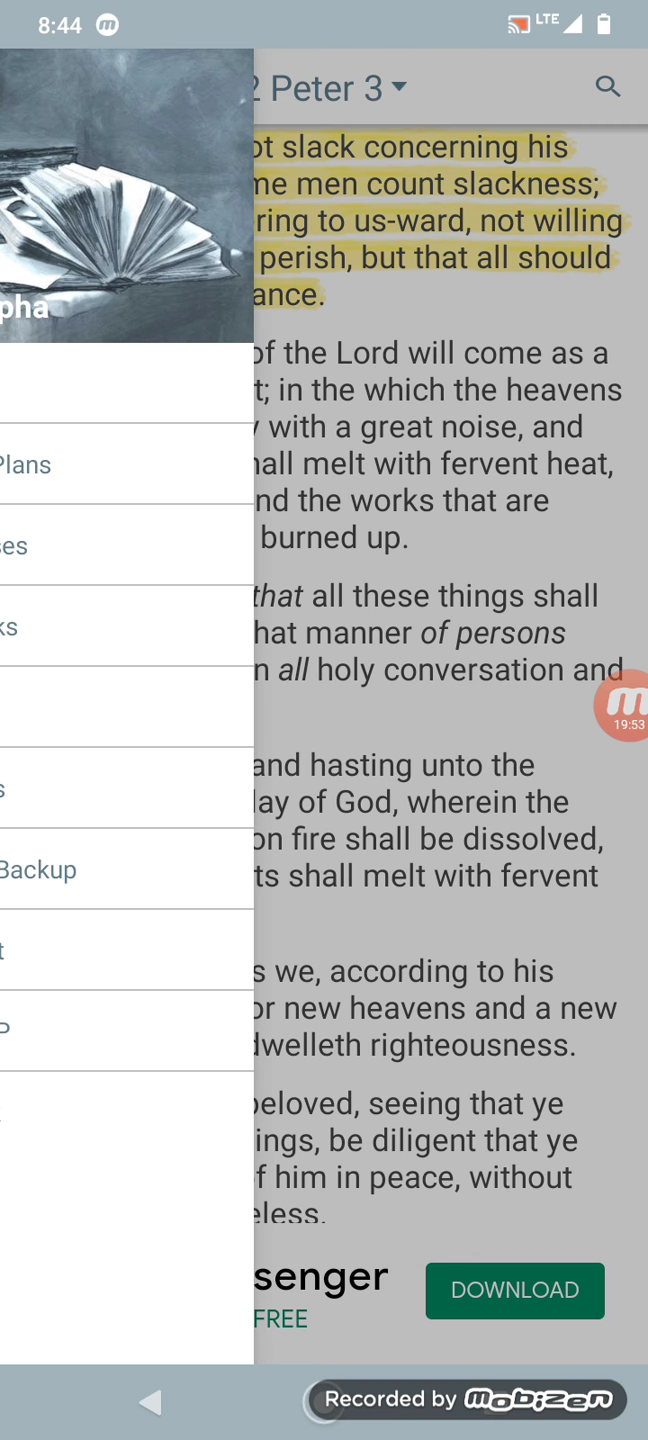 8:44
LTE
2 Peter 3
ot slack concerning his
me men count slackness;
ring to us-ward, not willing
perish, but that all should
ance.
pha
of the Lord will come as a
t; in the which the heavens
y with a great noise, and
hall melt with fervent heat,
nd the works that are
burned up.
that all these things shall
hat manner of persons
n all holy conversation and
and hasting unto the
lay of God, wherein the
on fire shall be dissolved,
ts shall melt with fervent
s we, according to his
or new heavens and a new
dwelleth righteousness.
beloved, seeing that ye
ings, be diligent that ye
f him in peace, without
eless.
Plans
ses
ks
s
Backup
t
P
19:53
senger
FREE
DOWNLOAD
Recorded by mobizen